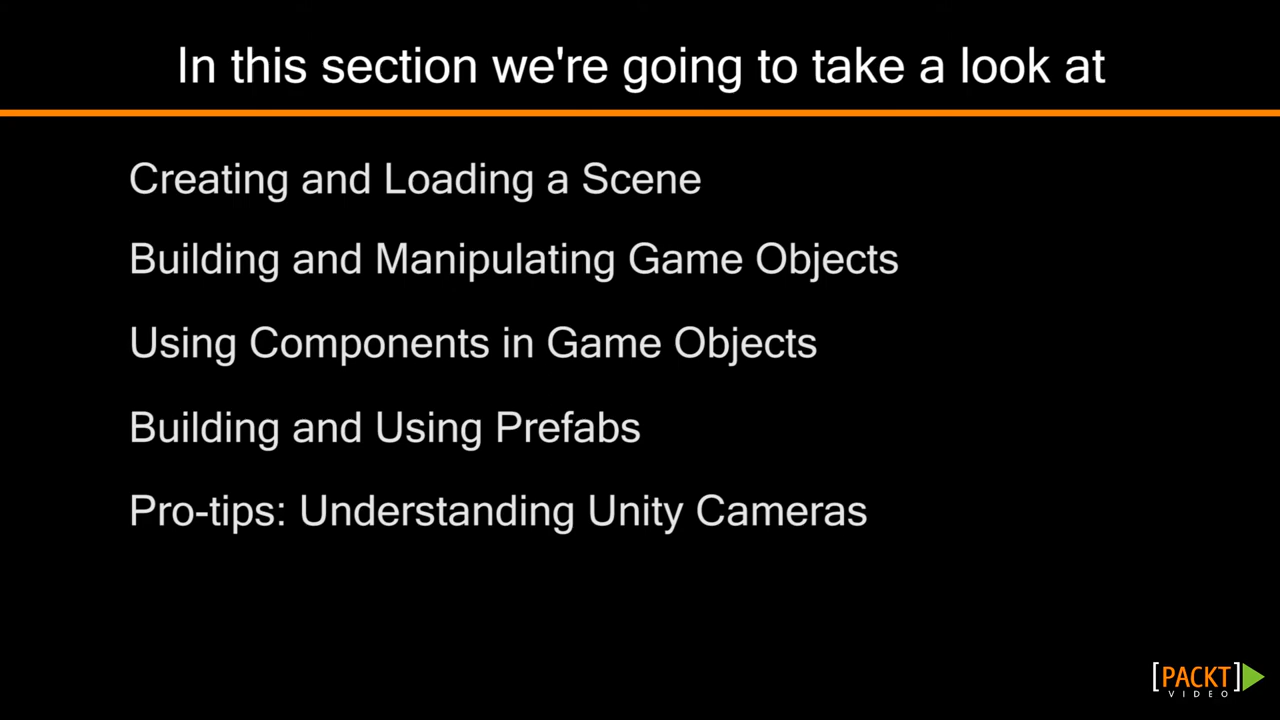 In this section we're going to take a look at
Creating and Loading a Scene
Building and Manipulating Game Objects
Using Components in Game Objects
Building and Using Prefabs
Pro-tips: Understanding Unity Cameras
[PACKT]
VIDEO